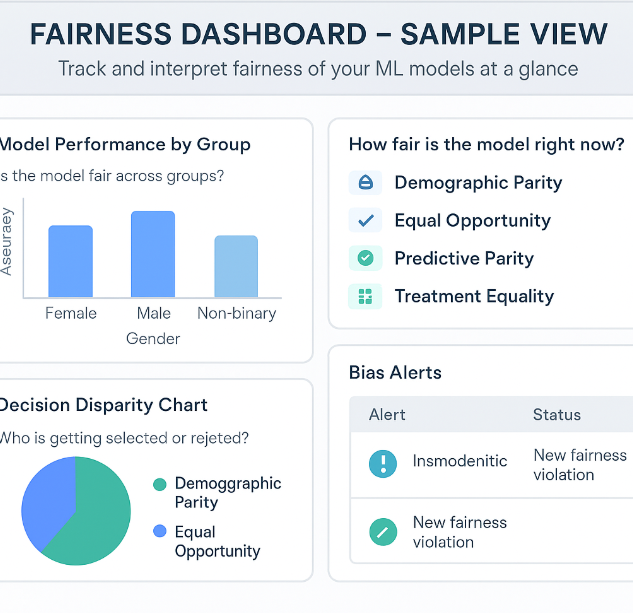 FAIRNESS DASHBOARD – SAMPLE VIEW
Track and interpret fairness of your ML models at a glance
Model Performance by Group
s the model fair across groups?
Aseuraey
Female
Male
Non-binary
Gender
How fair is the model right now?
Demographic Parity
Equal Opportunity
Predictive Parity
Treatment Equality
Decision Disparity Chart
Who is getting selected or rejeted?
Demoggraphic
Parity
Equal
Opportunity
Bias Alerts
Alert
Status
Insmodenitic
New fairness
violation
New fairness
violation